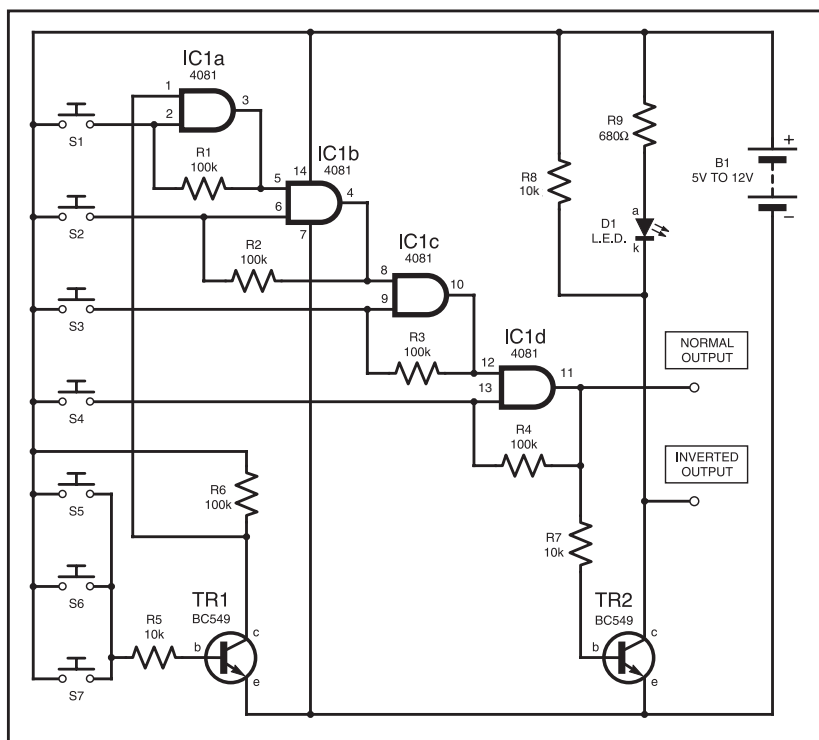 IC1a
4081
1
2
3
S1
R1
100k
IC1b
4081
14
5
6
4
7
S2
R2
100k
IC1c
4081
8
9
10
S3
R3
100k
IC1d
4081
12
13
11
S4
R4
100k
R8
10k
R9
680Ω
a
D1
L.E.D.
k
B1
5V TO 12V
+
−
NORMAL
OUTPUT
INVERTED
OUTPUT
S5
R6
100k
R7
10k
S6
TR1
BC549
R5
10k
b
c
e
S7
TR2
BC549
b
c
e